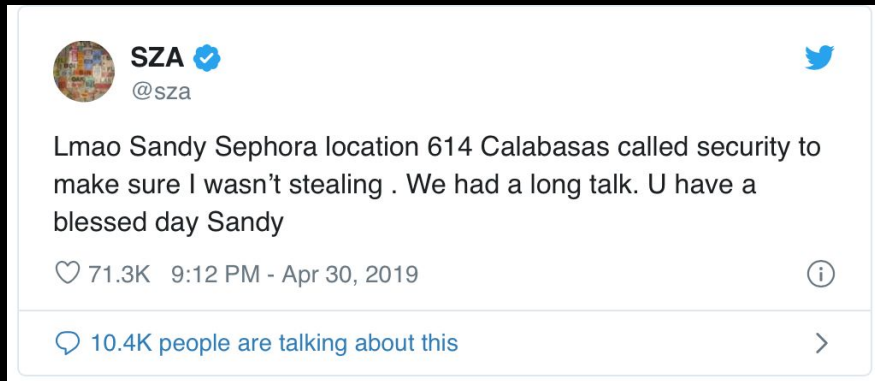 SZA
@sza
Lmao Sandy Sephora location 614 Calabasas called security to
make sure I wasn’t stealing . We had a long talk. U have a
blessed day Sandy
71.3K 9:12 PM - Apr 30, 2019
10.4K people are talking about this